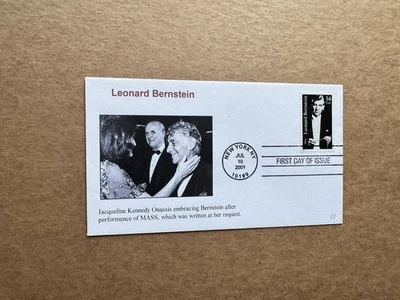 Leonard Bernstein
34
Leonard Bernstein
NEW YORK NY
JUL
10
2001
10199
FIRST DAY OF ISSUE
Jacqueline Kennedy Onassis embracing Bernstein after
performance of MASS, which was written at her request.